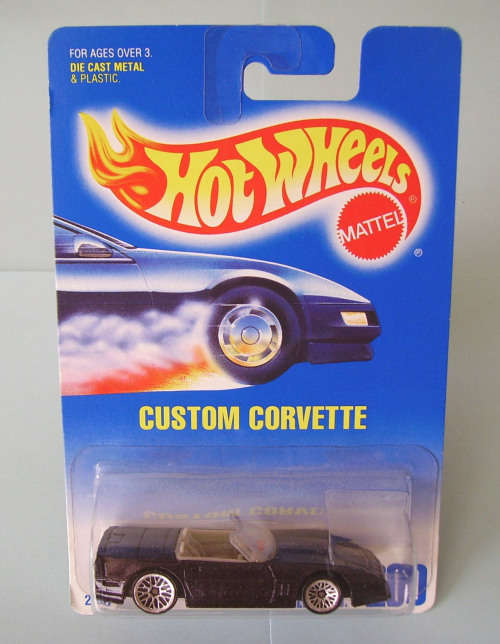 FOR AGES OVER 3.
DIE CAST METAL
& PLASTIC.
HOT WHEELS
®
MATTEL
®
CUSTOM CORVETTE